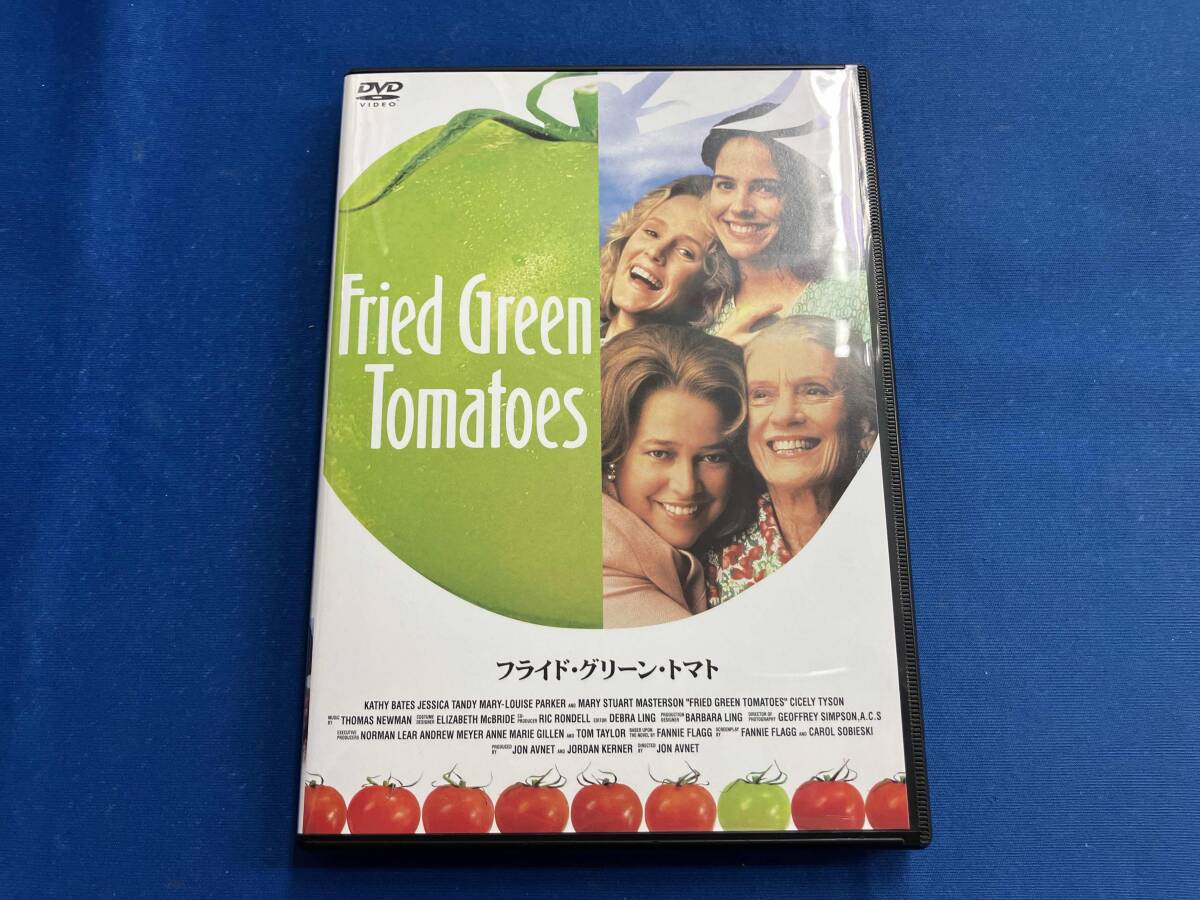 DVD
VIDEO
Fried Green
Tomatoes
フライド・グリーン・トマト
KATHY BATES JESSICA TANDY MARY-LOUISE PARKER AND MARY STUART MASTERSON "FRIED GREEN TOMATOES" CICELY TYSON
MUSIC BY THOMAS NEWMAN COSTUME DESIGNER ELIZABETH McBRIDE CO-PRODUCER RIC RONDELL EDITOR DEBRA LING PRODUCTION DESIGNER BARBARA LING DIRECTOR OF PHOTOGRAPHY GEOFFREY SIMPSON,A.C.S
EXECUTIVE PRODUCERS NORMAN LEAR ANDREW MEYER ANNE MARIE GILLEN AND TOM TAYLOR BASED UPON THE NOVEL BY FANNIE FLAGG SCREENPLAY BY FANNIE FLAGG AND CAROL SOBIESKI
PRODUCED BY JON AVNET AND JORDAN KERNER DIRECTED BY JON AVNET